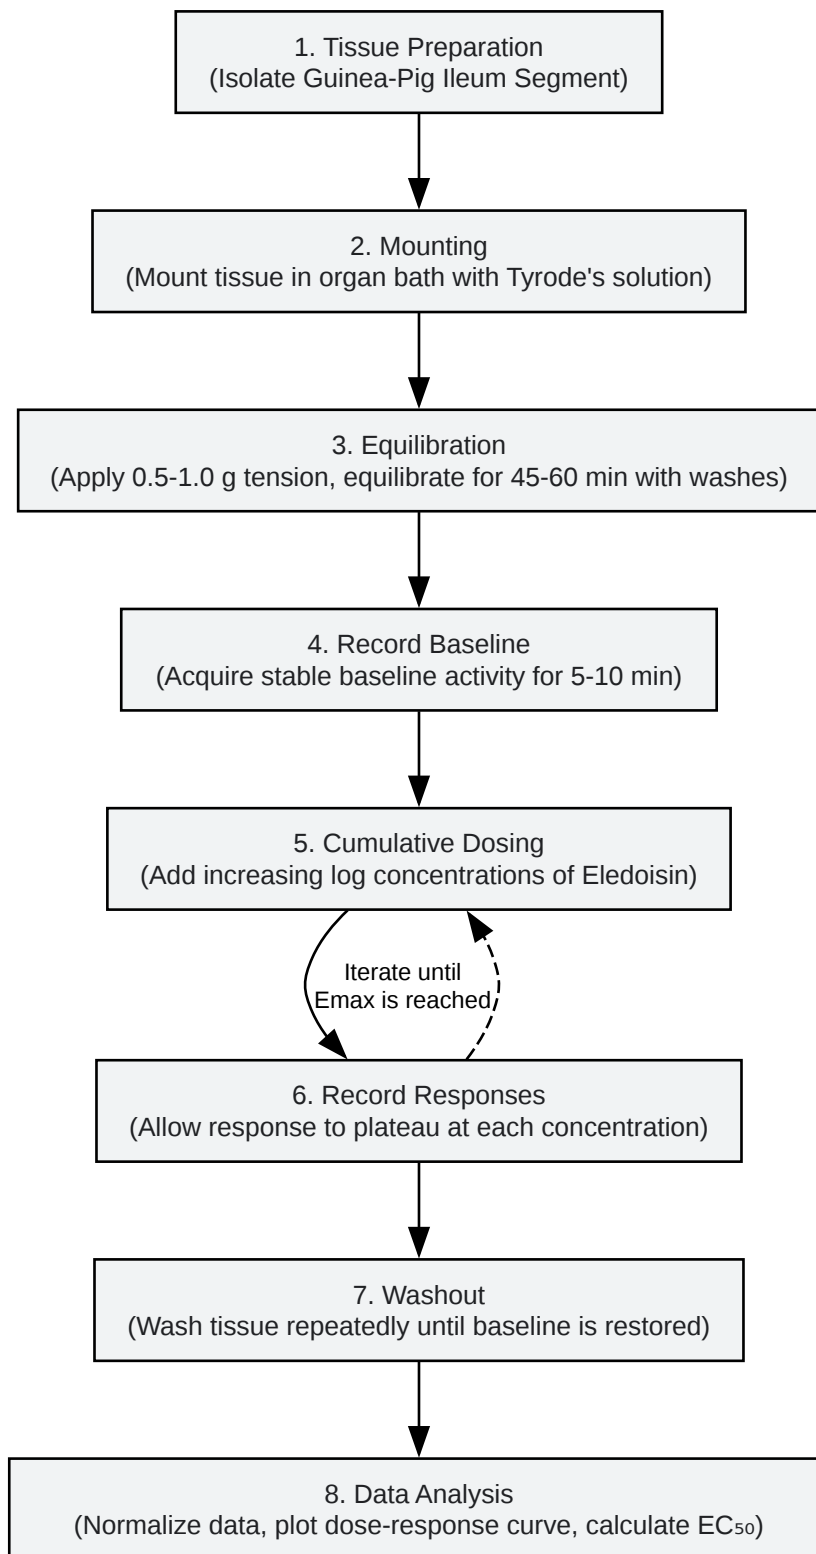 1. Tissue Preparation
(Isolate Guinea-Pig Ileum Segment)
2. Mounting
(Mount tissue in organ bath with Tyrode's solution)
3. Equilibration
(Apply 0.5-1.0 g tension, equilibrate for 45-60 min with washes)
4. Record Baseline
(Acquire stable baseline activity for 5-10 min)
5. Cumulative Dosing
(Add increasing log concentrations of Eledoisin)
Iterate until
Emax is reached
6. Record Responses
(Allow response to plateau at each concentration)
7. Washout
(Wash tissue repeatedly until baseline is restored)
8. Data Analysis
(Normalize data, plot dose-response curve, calculate EC₅₀)